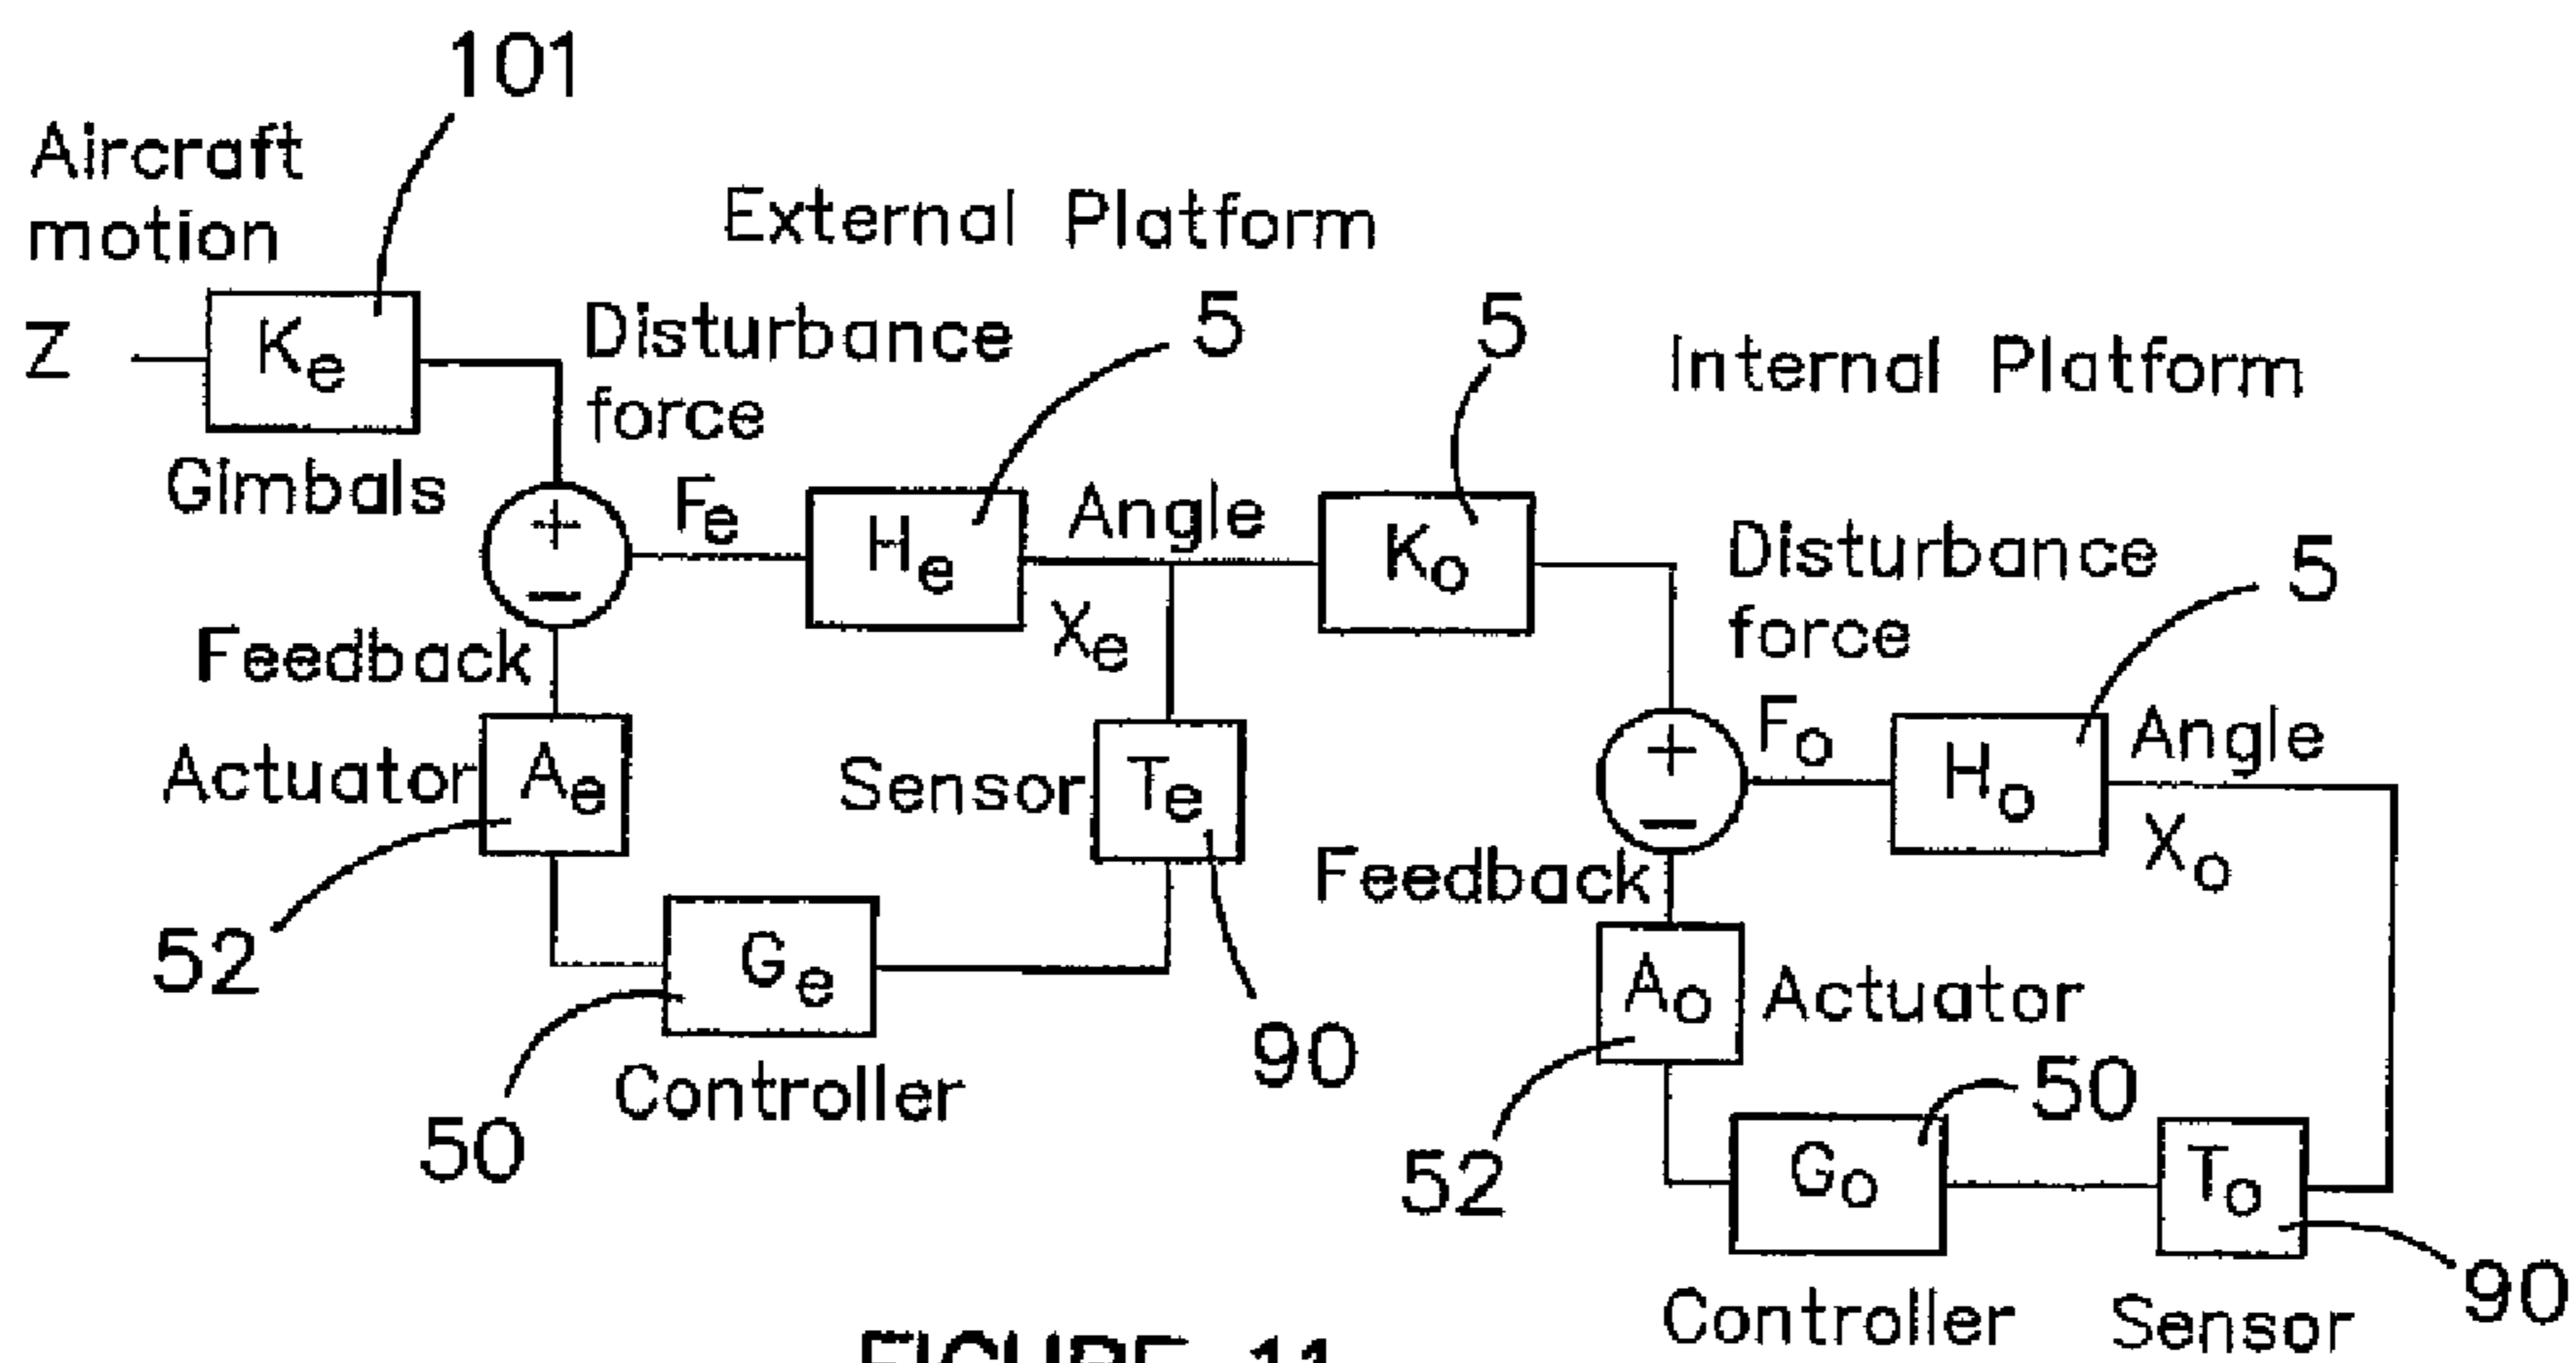 101
Aircraft
motion
External Platform
Z
Ke
Disturbance
force
5
5
Internal Platform
Gimbals
Fe
He
Angle
Xe
Ko
Disturbance
force
5
Feedback
Actuator
Ae
Sensor
Te
Fo
Ho
Angle
Xo
Feedback
52
Ge
90
Ao
Actuator
50
Controller
52
Go
50
To
90
Controller
Sensor
FIGURE 11